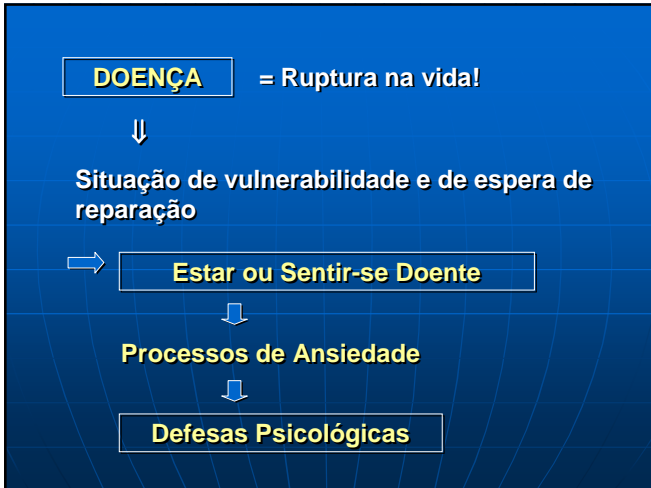 DOENÇA = Ruptura na vida!
⇓
Situação de vulnerabilidade e de espera de
reparação
Estar ou Sentir-se Doente
Processos de Ansiedade
Defesas Psicológicas